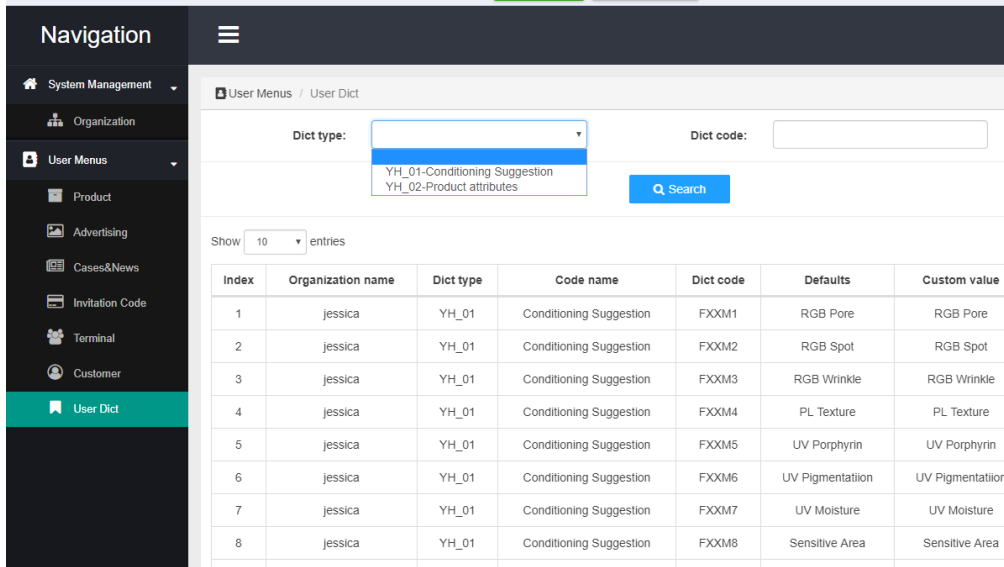 Navigation
System Management
Organization
User Menus
Product
Advertising
Cases&News
Invitation Code
Terminal
Customer
User Dict
User Menus / User Dict
Dict type: Dict code:
YH_01-Conditioning Suggestion
YH_02-Product attributes
Search
Show 10 entries
Index Organization name Dict type Code name Dict code Defaults Custom value
1 jessica YH_01 Conditioning Suggestion FXXM1 RGB Pore RGB Pore
2 jessica YH_01 Conditioning Suggestion FXXM2 RGB Spot RGB Spot
3 jessica YH_01 Conditioning Suggestion FXXM3 RGB Wrinkle RGB Wrinkle
4 jessica YH_01 Conditioning Suggestion FXXM4 PL Texture PL Texture
5 jessica YH_01 Conditioning Suggestion FXXM5 UV Porphyrin UV Porphyrin
6 jessica YH_01 Conditioning Suggestion FXXM6 UV Pigmentatiion UV Pigmentatiion
7 jessica YH_01 Conditioning Suggestion FXXM7 UV Moisture UV Moisture
8 jessica YH_01 Conditioning Suggestion FXXM8 Sensitive Area Sensitive Area